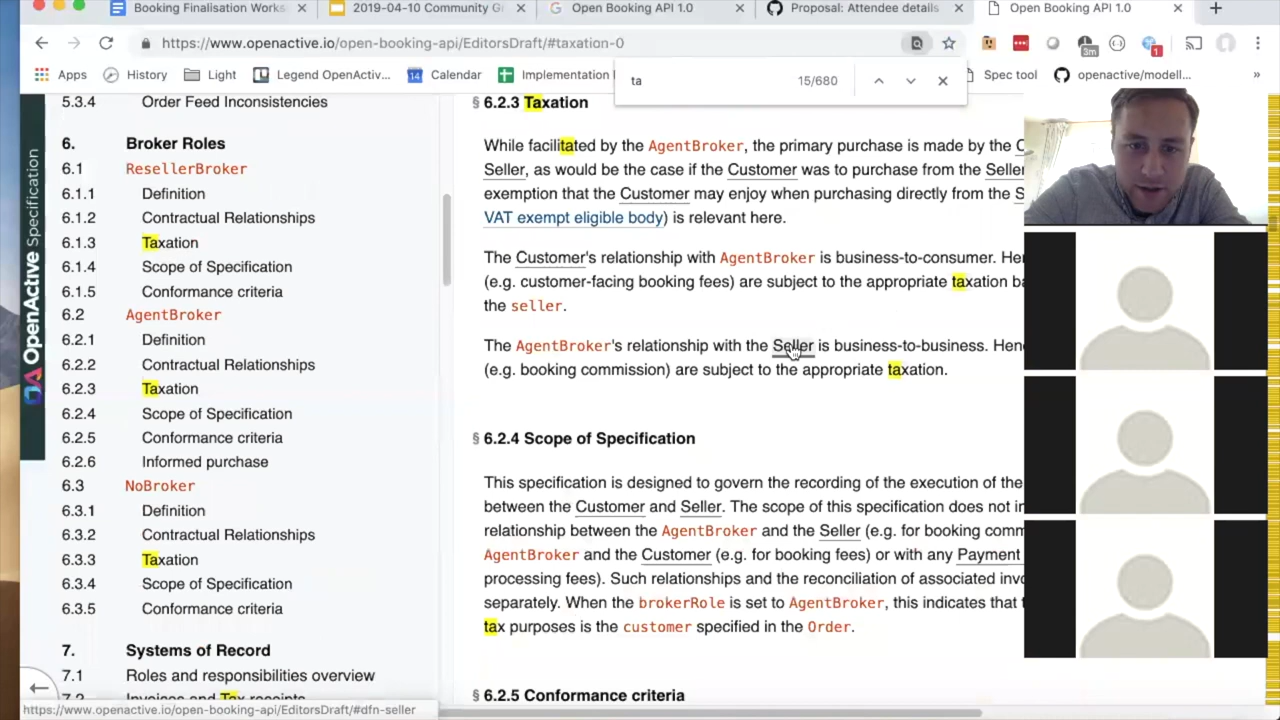 Booking Finalisation Works
2019-04-10 Community G
Open Booking API 1.0
Proposal: Attendee details
Open Booking API 1.0
https://www.openactive.io/open-booking-api/EditorsDraft/#taxation-0
3m
1
Apps
History
Light
Legend OpenActiv...
14
Calendar
Implementation
Spec tool
openactive/modell...
»
ta
15/680
OpenActive Specification
5.3.4 Order Feed Inconsistencies
6. Broker Roles
6.1 ResellerBroker
6.1.1 Definition
6.1.2 Contractual Relationships
6.1.3 Taxation
6.1.4 Scope of Specification
6.1.5 Conformance criteria
6.2 AgentBroker
6.2.1 Definition
6.2.2 Contractual Relationships
6.2.3 Taxation
6.2.4 Scope of Specification
6.2.5 Conformance criteria
6.2.6 Informed purchase
6.3 NoBroker
6.3.1 Definition
6.3.2 Contractual Relationships
6.3.3 Taxation
6.3.4 Scope of Specification
6.3.5 Conformance criteria
7. Systems of Record
7.1 Roles and responsibilities overview
7.2 Invoices and Tax receipts
https://www.openactive.io/open-booking-api/EditorsDraft/#dfn-seller
§ 6.2.3 Taxation
While facilitated by the AgentBroker, the primary purchase is made by the C
Seller, as would be the case if the Customer was to purchase from the Seller
exemption that the Customer may enjoy when purchasing directly from the S
VAT exempt eligible body) is relevant here.
The Customer's relationship with AgentBroker is business-to-consumer. Hen
(e.g. customer-facing booking fees) are subject to the appropriate taxation ba
the seller.
The AgentBroker's relationship with the Seller is business-to-business. Hen
(e.g. booking commission) are subject to the appropriate taxation.
§ 6.2.4 Scope of Specification
This specification is designed to govern the recording of the execution of the
between the Customer and Seller. The scope of this specification does not in
relationship between the AgentBroker and the Seller (e.g. for booking comm
AgentBroker and the Customer (e.g. for booking fees) or with any Payment
processing fees). Such relationships and the reconciliation of associated invo
separately. When the brokerRole is set to AgentBroker, this indicates that t
tax purposes is the customer specified in the Order.
§ 6.2.5 Conformance criteria